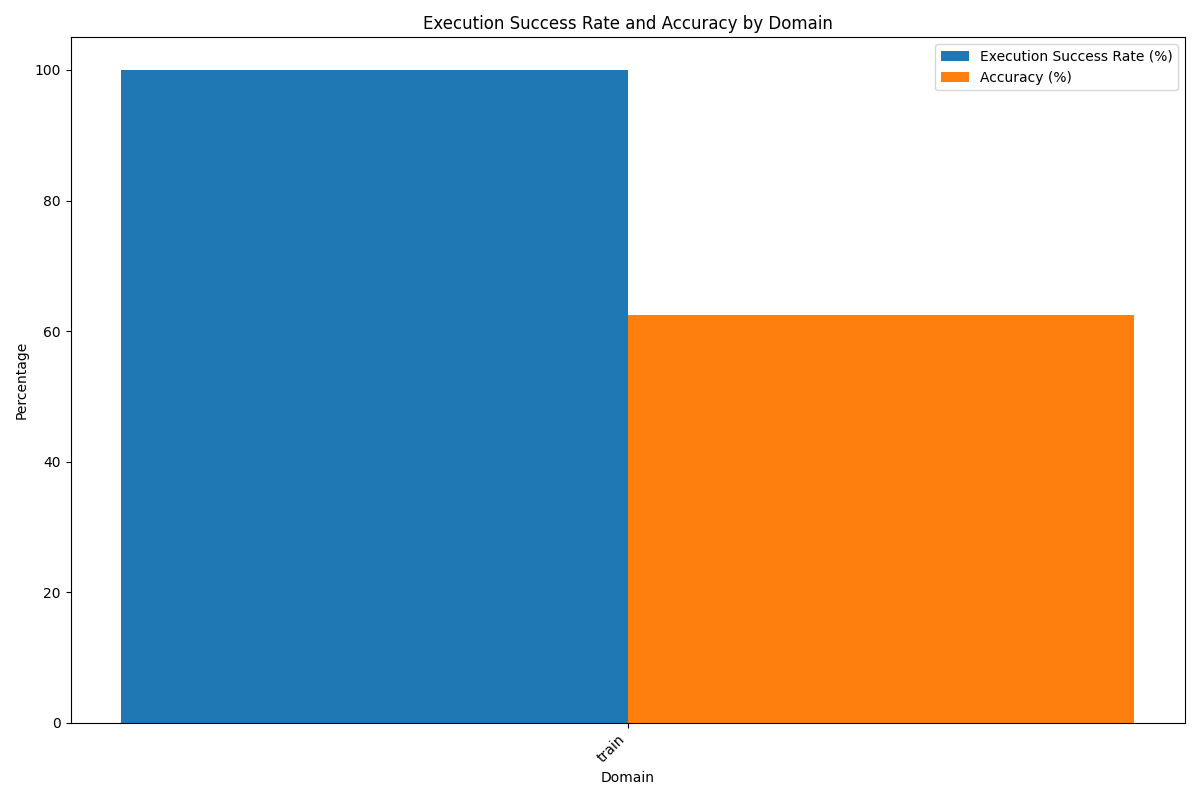 Execution Success Rate and Accuracy by Domain
Execution Success Rate (%)
Accuracy (%)
100
80
60
40
20
0
Percentage
train
Domain